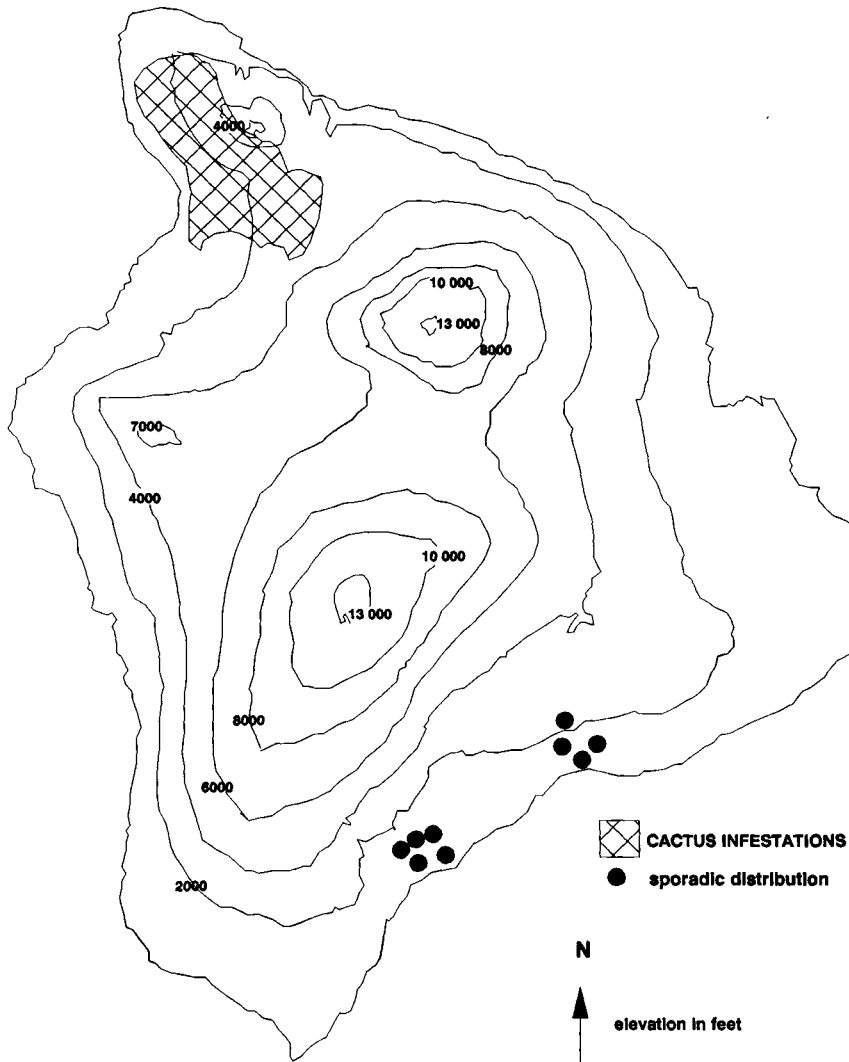 4000
10 000
13 000
8000
7000
4000
10 000
13 000
8000
6000
2000
CACTUS INFESTATIONS
sporadic distribution
N
elevation in feet